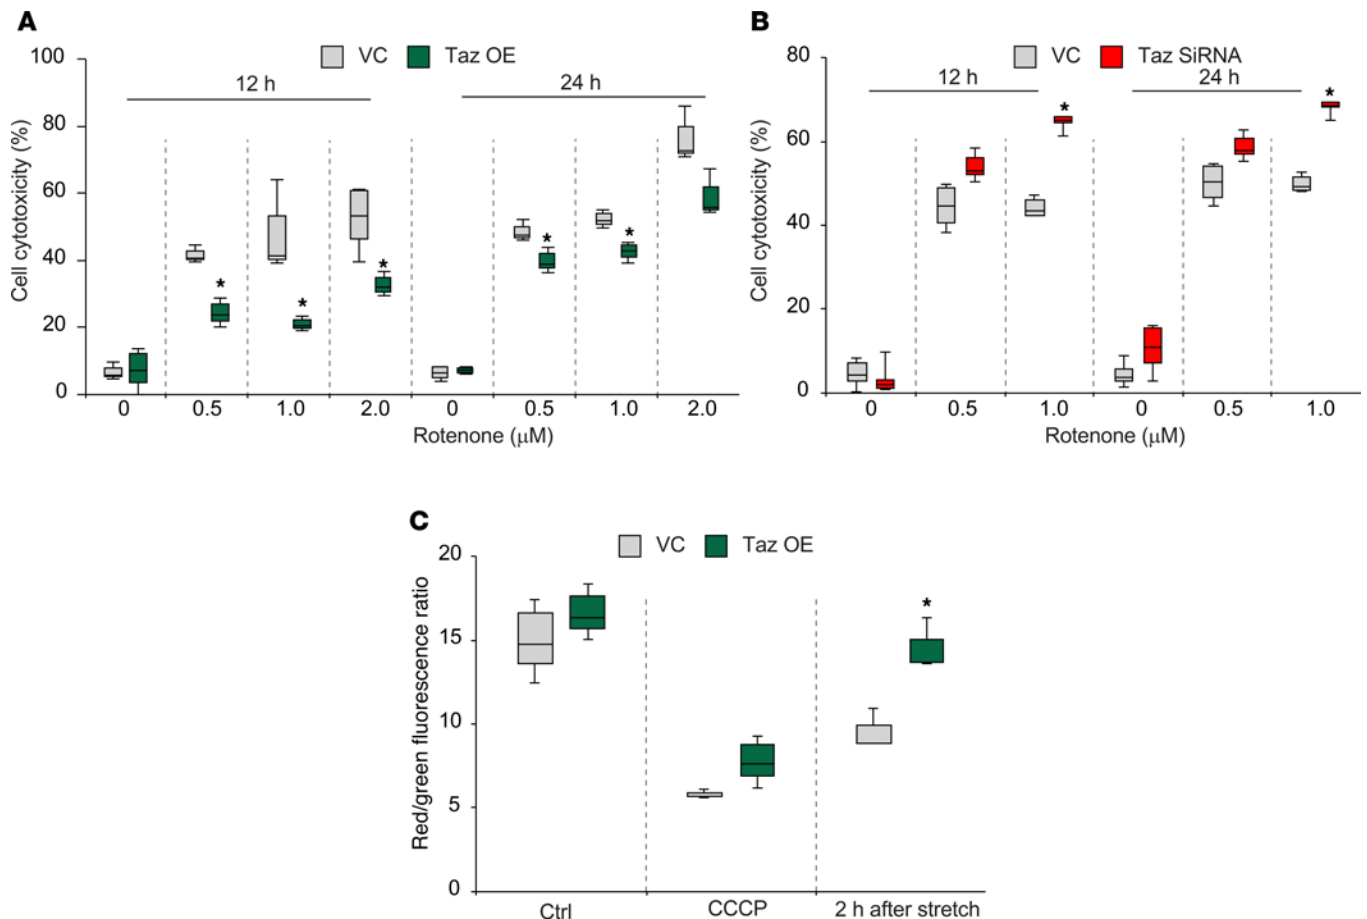 A
VC Taz OE
12 h 24 h
Cell cytotoxicity (%)
100
80
60
40
20
0
* * * * *
0 0.5 1.0 2.0 0 0.5 1.0 2.0
Rotenone (μM)
B
VC Taz SiRNA
12 h 24 h
Cell cytotoxicity (%)
80
60
40
20
0
* *
0 0.5 1.0 0 0.5 1.0
Rotenone (μM)
C
VC Taz OE
Red/green fluorescence ratio
20
15
10
5
0
*
Ctrl CCCP 2 h after stretch